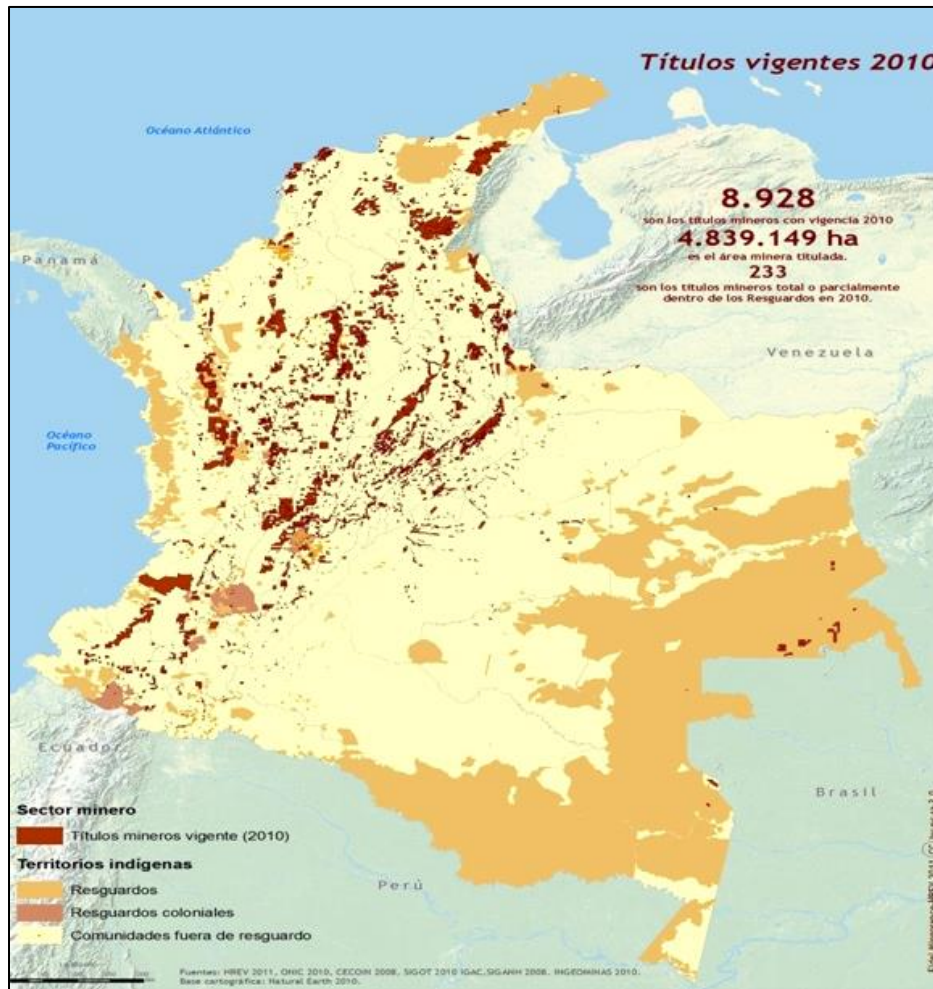 Títulos vigentes 2010
Océano Atlántico
8.928
son los títulos mineros con vigencia 2010
4.839.149 ha
es el área minera titulada.
233
son los títulos mineros total o parcialmente
dentro de los Resguardos en 2010.
Panamá
Venezuela
Océano
Pacífico
Ecuador
Brasil
Perú
Sector minero
Títulos mineros vigente (2010)
Territorios indígenas
Resguardos
Resguardos coloniales
Comunidades fuera de resguardo
Fuentes: HREV 2011, ONIC 2010, CECOIN 2008, SIGOT 2010 IGAC,SIGANH 2008. INGEOMINAS 2010.
Base cartográfica: Natural Earth 2010.